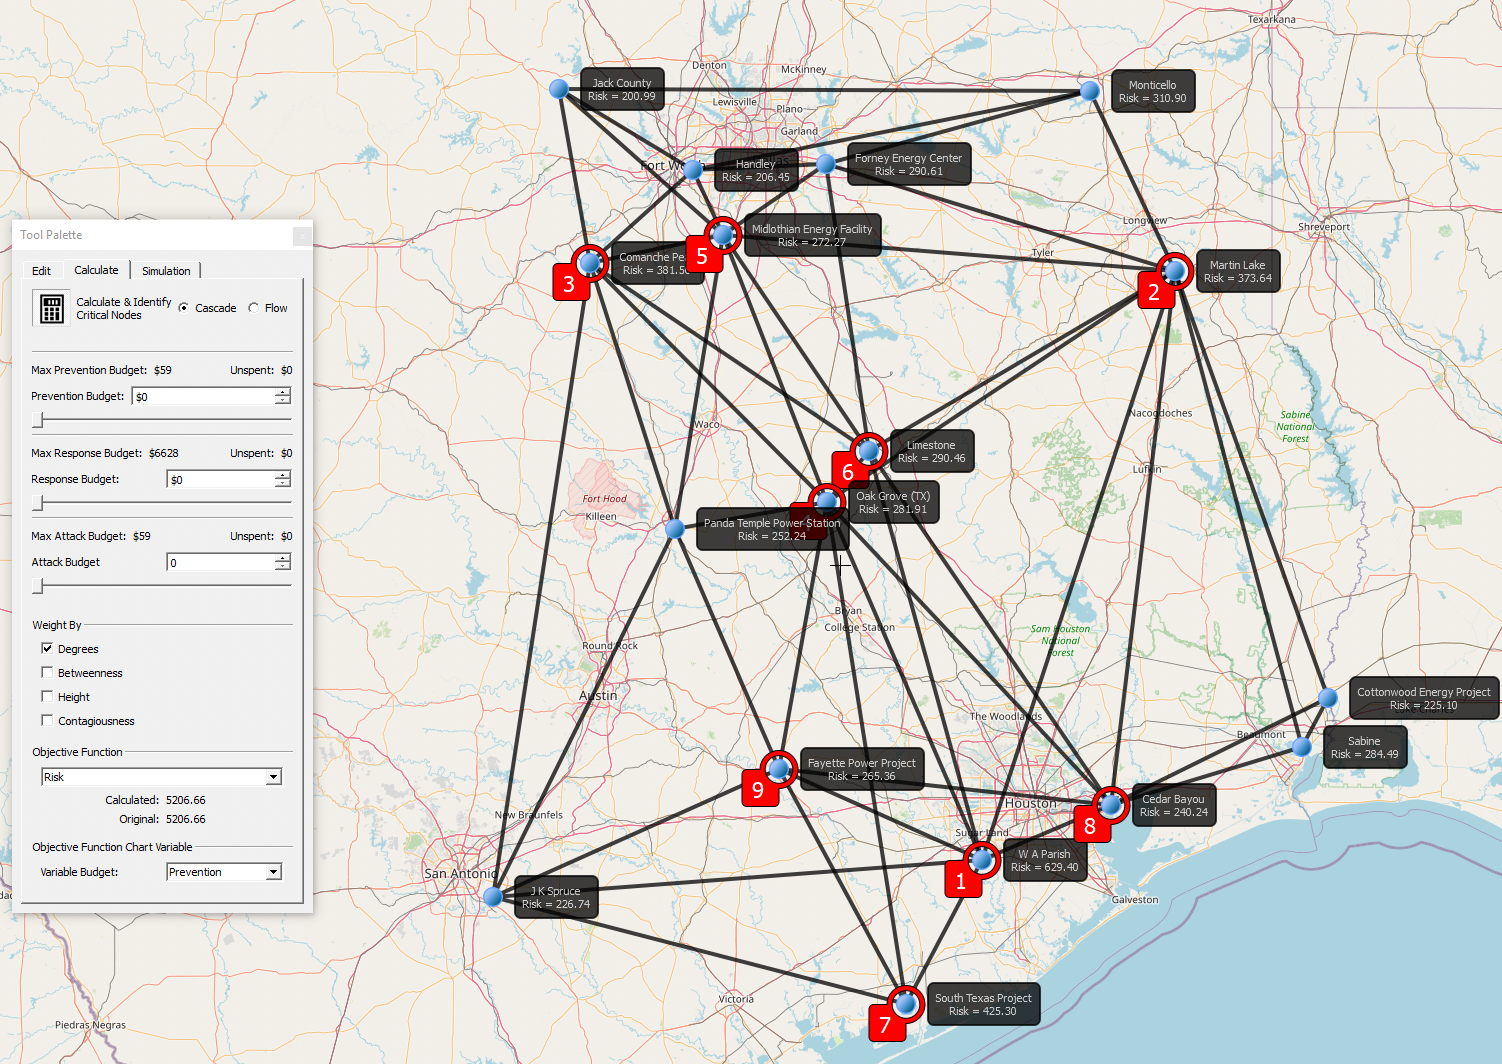 Texarkana
Denton
McKinney
Jack County
Risk = 200.99
Monticello
Risk = 310.90
Lewisville
Plano
Garland
Handley
Risk = 206.45
Forney Energy Center
Risk = 290.61
Longview
Shreveport
Midlothian Energy Facility
Risk = 272.27
5
Tyler
Martin Lake
Risk = 373.64
2
3
Tool Palette
Edit
Calculate
Simulation
Calculate & Identify
Critical Nodes
Cascade
Flow
Max Prevention Budget: $59
Unspent: $0
Prevention Budget:
$0
Max Response Budget: $6628
Unspent: $0
Response Budget:
$0
Max Attack Budget: $59
Unspent: $0
Attack Budget
0
Weight By
Degrees
Betweenness
Height
Contagiousness
Objective Function
Risk
Calculated: 5206.66
Original: 5206.66
Objective Function Chart Variable
Variable Budget:
Prevention
Waco
Nacogdoches
Sabine
National
Forest
Limestone
Risk = 290.46
6
Lufkin
Fort Hood
Killeen
Oak Grove (TX)
Risk = 281.91
Panda Temple Power Station
Risk = 252.24
Bryan
College Station
Sam Houston
National
Forest
Round Rock
Austin
The Woodlands
Cottonwood Energy Project
Risk = 225.10
Sabine
Risk = 284.49
Fayette Power Project
Risk = 265.36
9
Houston
Cedar Bayou
Risk = 240.24
8
New Braunfels
Sugar Land
W A Parish
Risk = 629.40
1
San Antonio
J K Spruce
Risk = 226.74
Galveston
Victoria
South Texas Project
Risk = 425.30
7
Piedras Negras